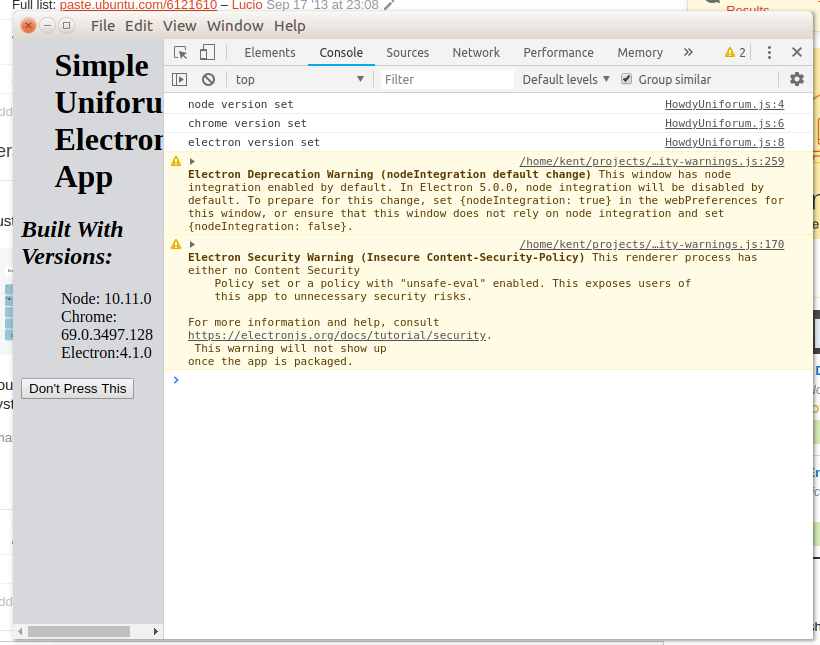 Full list: paste.ubuntu.com/6121610 – Lucio Sep 17 '13 at 23:08
Results
File Edit View Window Help
Simple
Uniforu
Electron
App
Built With
Versions:
Node: 10.11.0
Chrome:
69.0.3497.128
Electron:4.1.0
Don't Press This
Elements Console Sources Network Performance Memory » 2
top Filter Default levels Group similar
node version set HowdyUniforum.js:4
chrome version set HowdyUniforum.js:6
electron version set HowdyUniforum.js:8
/home/kent/projects/…ity-warnings.js:259
Electron Deprecation Warning (nodeIntegration default change) This window has node
integration enabled by default. In Electron 5.0.0, node integration will be disabled by
default. To prepare for this change, set {nodeIntegration: true} in the webPreferences for
this window, or ensure that this window does not rely on node integration and set
{nodeIntegration: false}.
/home/kent/projects/…ity-warnings.js:170
Electron Security Warning (Insecure Content-Security-Policy) This renderer process has
either no Content Security
Policy set or a policy with "unsafe-eval" enabled. This exposes users of
this app to unnecessary security risks.
For more information and help, consult
https://electronjs.org/docs/tutorial/security.
This warning will not show up
once the app is packaged.